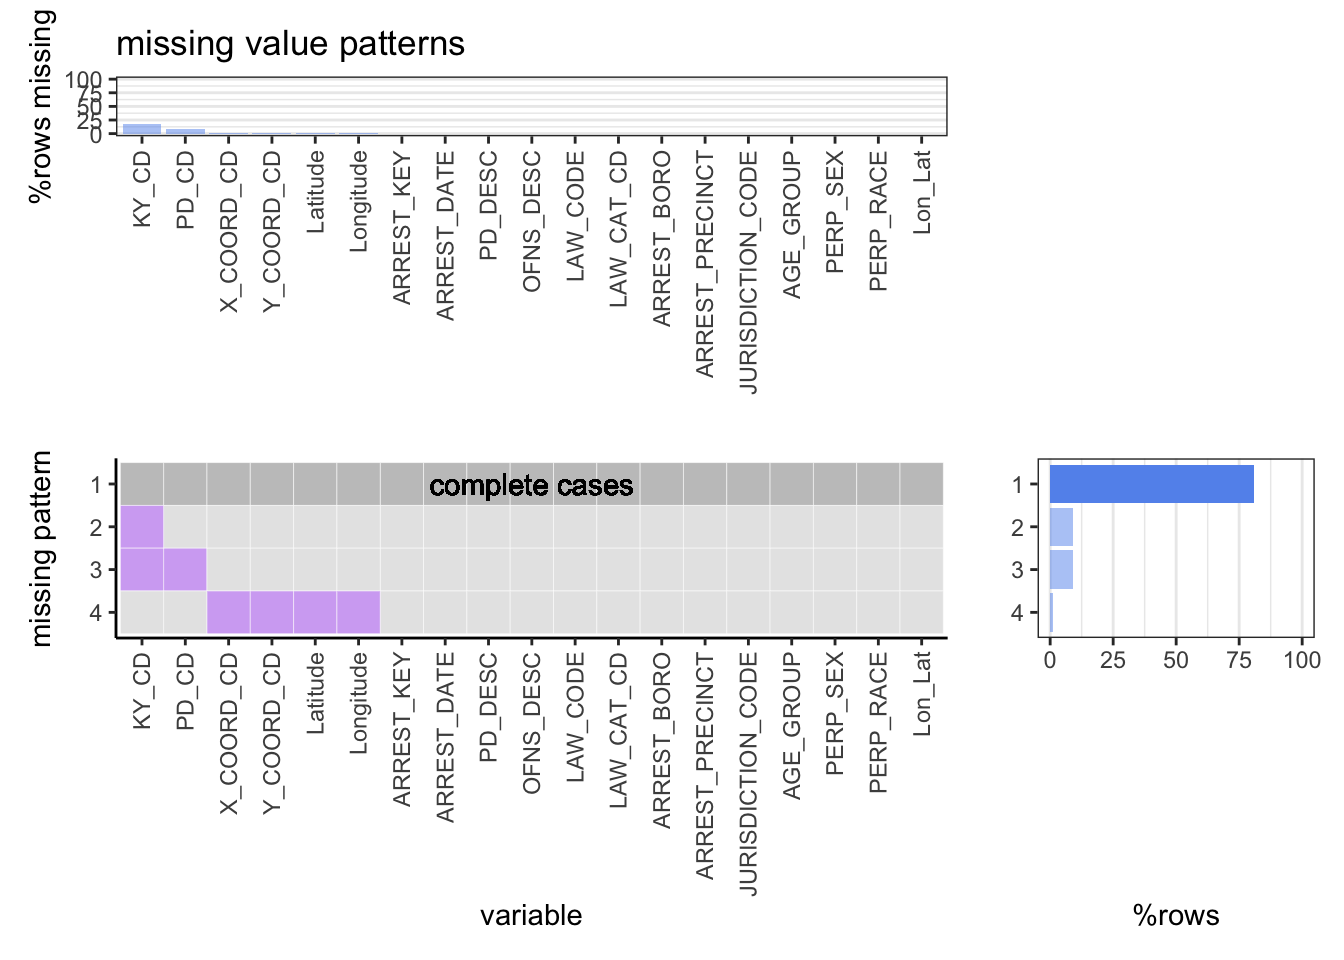 missing value patterns
%rows missing
100
75
50
25
0
KY_CD
PD_CD
X_COORD_CD
Y_COORD_CD
Latitude
Longitude
ARREST_KEY
ARREST_DATE
PD_DESC
OFNS_DESC
LAW_CODE
LAW_CAT_CD
ARREST_BORO
ARREST_PRECINCT
JURISDICTION_CODE
AGE_GROUP
PERP_SEX
PERP_RACE
Lon_Lat
missing pattern
1
2
3
4
complete cases
KY_CD
PD_CD
X_COORD_CD
Y_COORD_CD
Latitude
Longitude
ARREST_KEY
ARREST_DATE
PD_DESC
OFNS_DESC
LAW_CODE
LAW_CAT_CD
ARREST_BORO
ARREST_PRECINCT
JURISDICTION_CODE
AGE_GROUP
PERP_SEX
PERP_RACE
Lon_Lat
variable
1
2
3
4
0 25 50 75 100
%rows